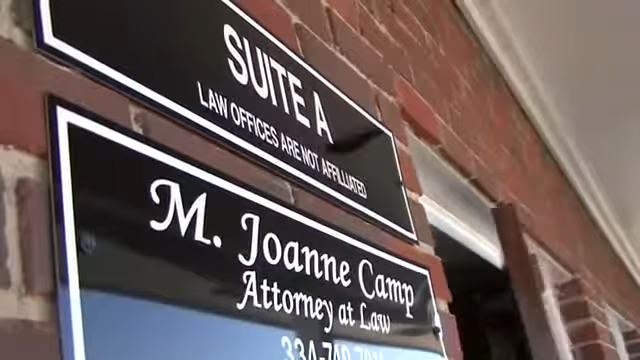 SUITE A
LAW OFFICES ARE NOT AFFILIATED
M. Joanne Camp
Attorney at Law